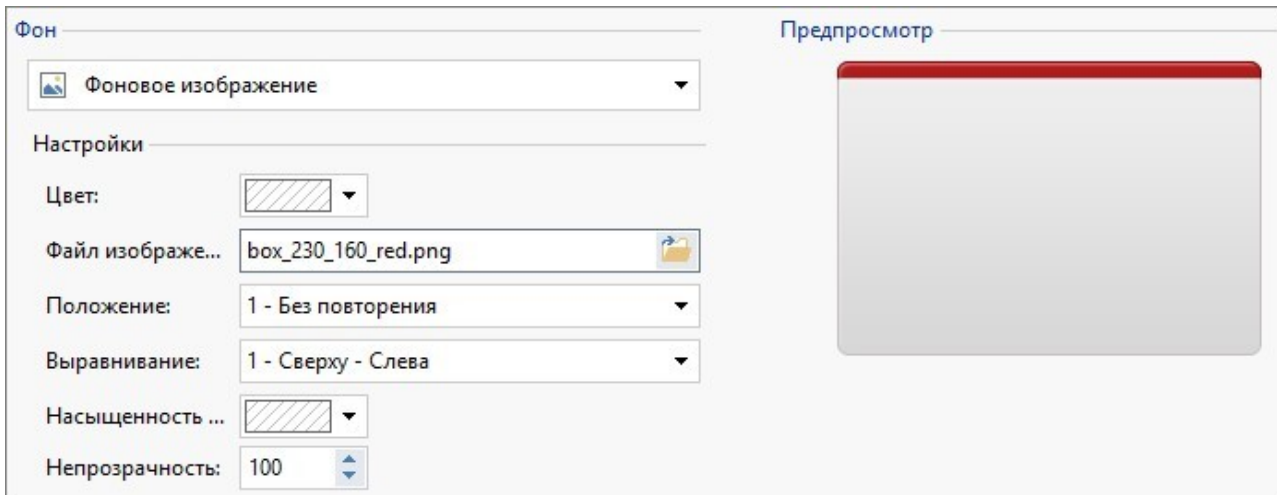 Фон
Предпросмотр
Фоновое изображение
Настройки
Цвет:
Файл изображе...
box_230_160_red.png
Положение:
1 - Без повторения
Выравнивание:
1 - Сверху - Слева
Насыщенность ...
Непрозрачность:
100